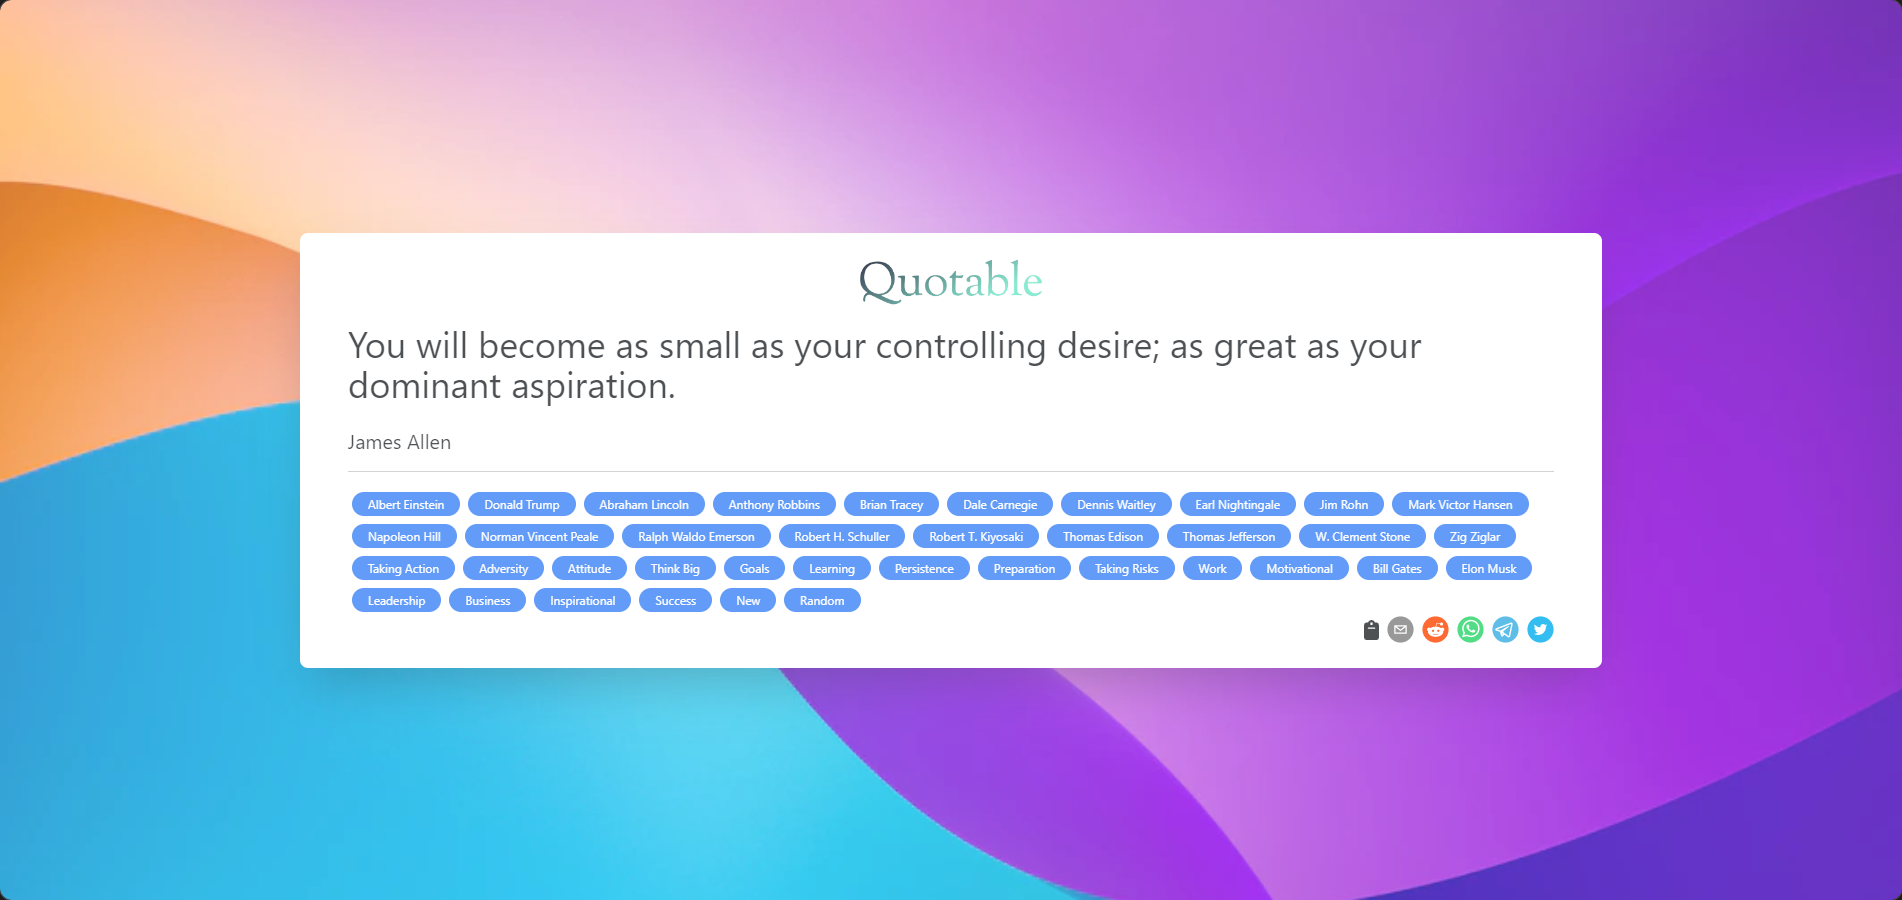 Quotable
You will become as small as your controlling desire; as great as your
dominant aspiration.
James Allen
Albert Einstein Donald Trump Abraham Lincoln Anthony Robbins Brian Tracey Dale Carnegie Dennis Waitley Earl Nightingale Jim Rohn Mark Victor Hansen
Napoleon Hill Norman Vincent Peale Ralph Waldo Emerson Robert H. Schuller Robert T. Kiyosaki Thomas Edison Thomas Jefferson W. Clement Stone Zig Ziglar
Taking Action Adversity Attitude Think Big Goals Learning Persistence Preparation Taking Risks Work Motivational Bill Gates Elon Musk
Leadership Business Inspirational Success New Random